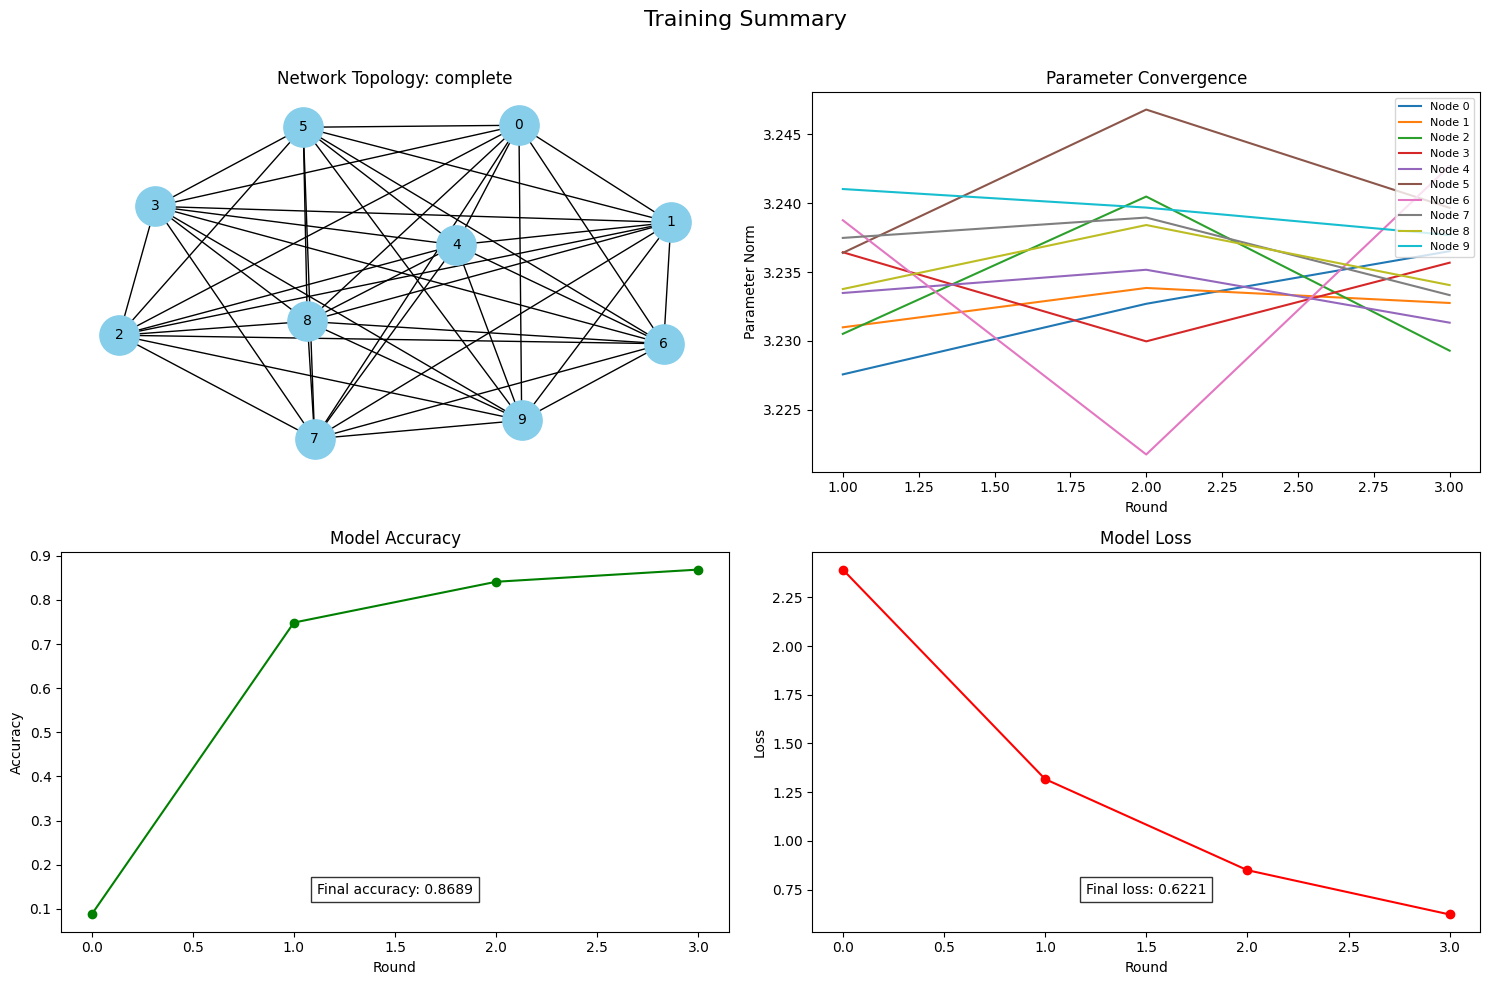 Training Summary
Network Topology: complete
5
0
3
1
4
8
2
6
9
7
Parameter Convergence
Parameter Norm
3.245
3.240
3.235
3.230
3.225
Node 0
Node 1
Node 2
Node 3
Node 4
Node 5
Node 6
Node 7
Node 8
Node 9
1.00 1.25 1.50 1.75 2.00 2.25 2.50 2.75 3.00
Round
Model Accuracy
Accuracy
0.9
0.8
0.7
0.6
0.5
0.4
0.3
0.2
0.1
Final accuracy: 0.8689
0.0 0.5 1.0 1.5 2.0 2.5 3.0
Round
Model Loss
Loss
2.25
2.00
1.75
1.50
1.25
1.00
0.75
Final loss: 0.6221
0.0 0.5 1.0 1.5 2.0 2.5 3.0
Round